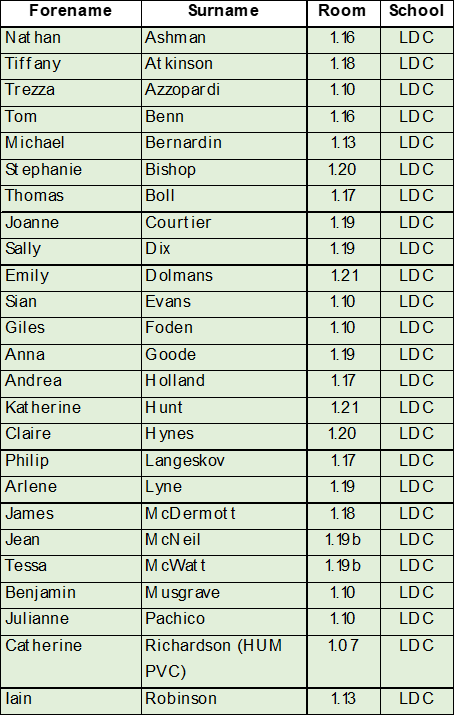 Forename Surname Room School
Nathan Ashman 1.16 LDC
Tiffany Atkinson 1.18 LDC
Trezza Azzopardi 1.10 LDC
Tom Benn 1.16 LDC
Michael Bernardin 1.13 LDC
Stephanie Bishop 1.20 LDC
Thomas Boll 1.17 LDC
Joanne Courtier 1.19 LDC
Sally Dix 1.19 LDC
Emily Dolmans 1.21 LDC
Sian Evans 1.10 LDC
Giles Foden 1.10 LDC
Anna Goode 1.19 LDC
Andrea Holland 1.17 LDC
Katherine Hunt 1.21 LDC
Claire Hynes 1.20 LDC
Philip Langeskov 1.17 LDC
Arlene Lyne 1.19 LDC
James McDermott 1.18 LDC
Jean McNeil 1.19b LDC
Tessa McWatt 1.19b LDC
Benjamin Musgrave 1.10 LDC
Julianne Pachico 1.10 LDC
Catherine Richardson (HUM 1.07 LDC
PVC)
Iain Robinson 1.13 LDC